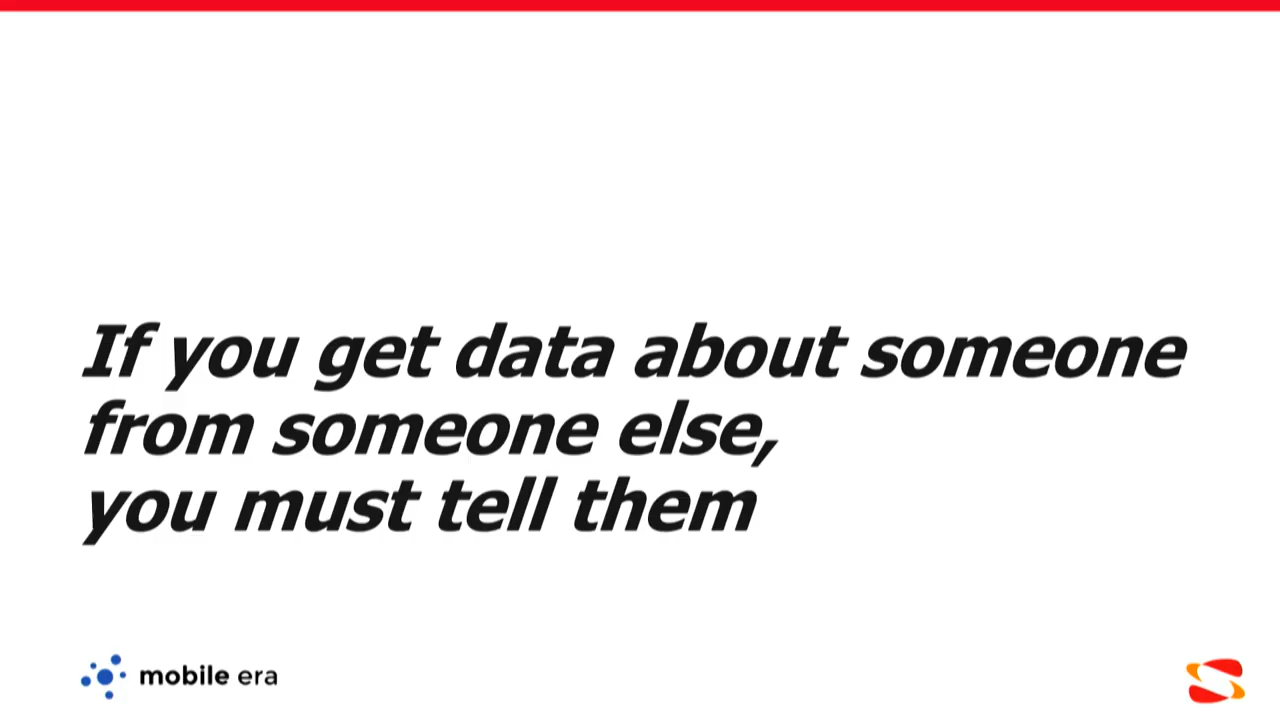 If you get data about someone
from someone else,
you must tell them
mobile era